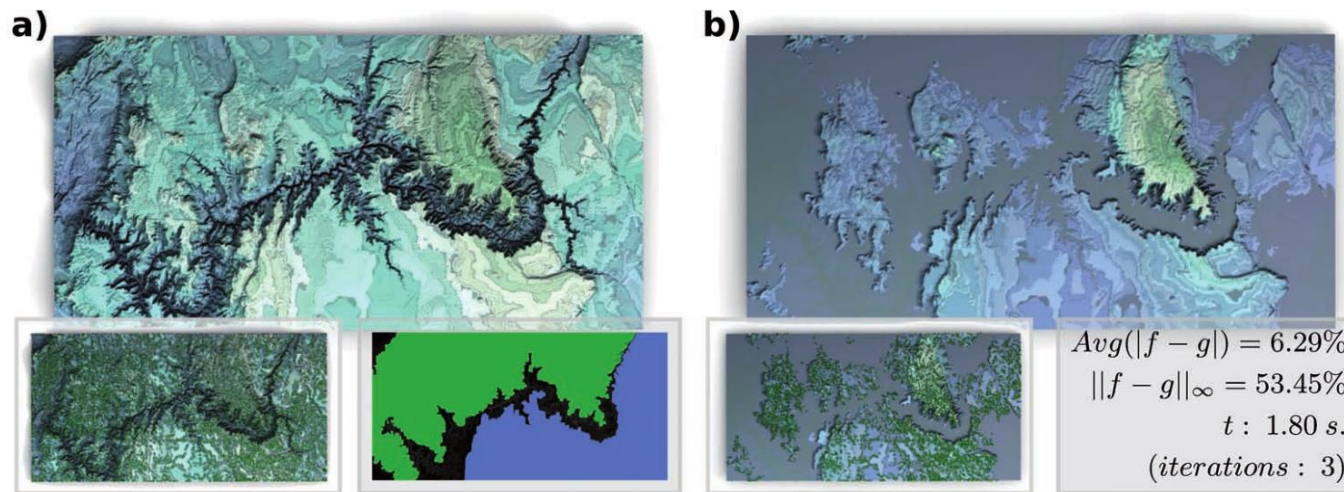 a)
b)
Avg(|f − g|) = 6.29%
||f − g||∞ = 53.45%
t : 1.80 s.
(iterations : 3)